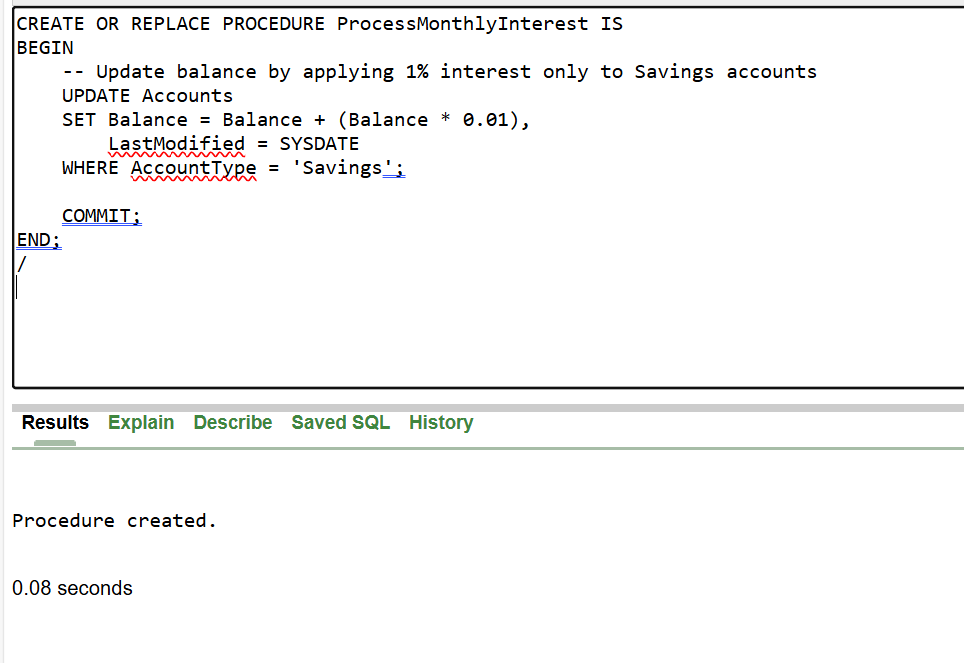 CREATE OR REPLACE PROCEDURE ProcessMonthlyInterest IS
BEGIN
    -- Update balance by applying 1% interest only to Savings accounts
    UPDATE Accounts
    SET Balance = Balance + (Balance * 0.01),
        LastModified = SYSDATE
    WHERE AccountType = 'Savings';
    COMMIT;
END;
/
Results Explain Describe Saved SQL History
Procedure created.
0.08 seconds